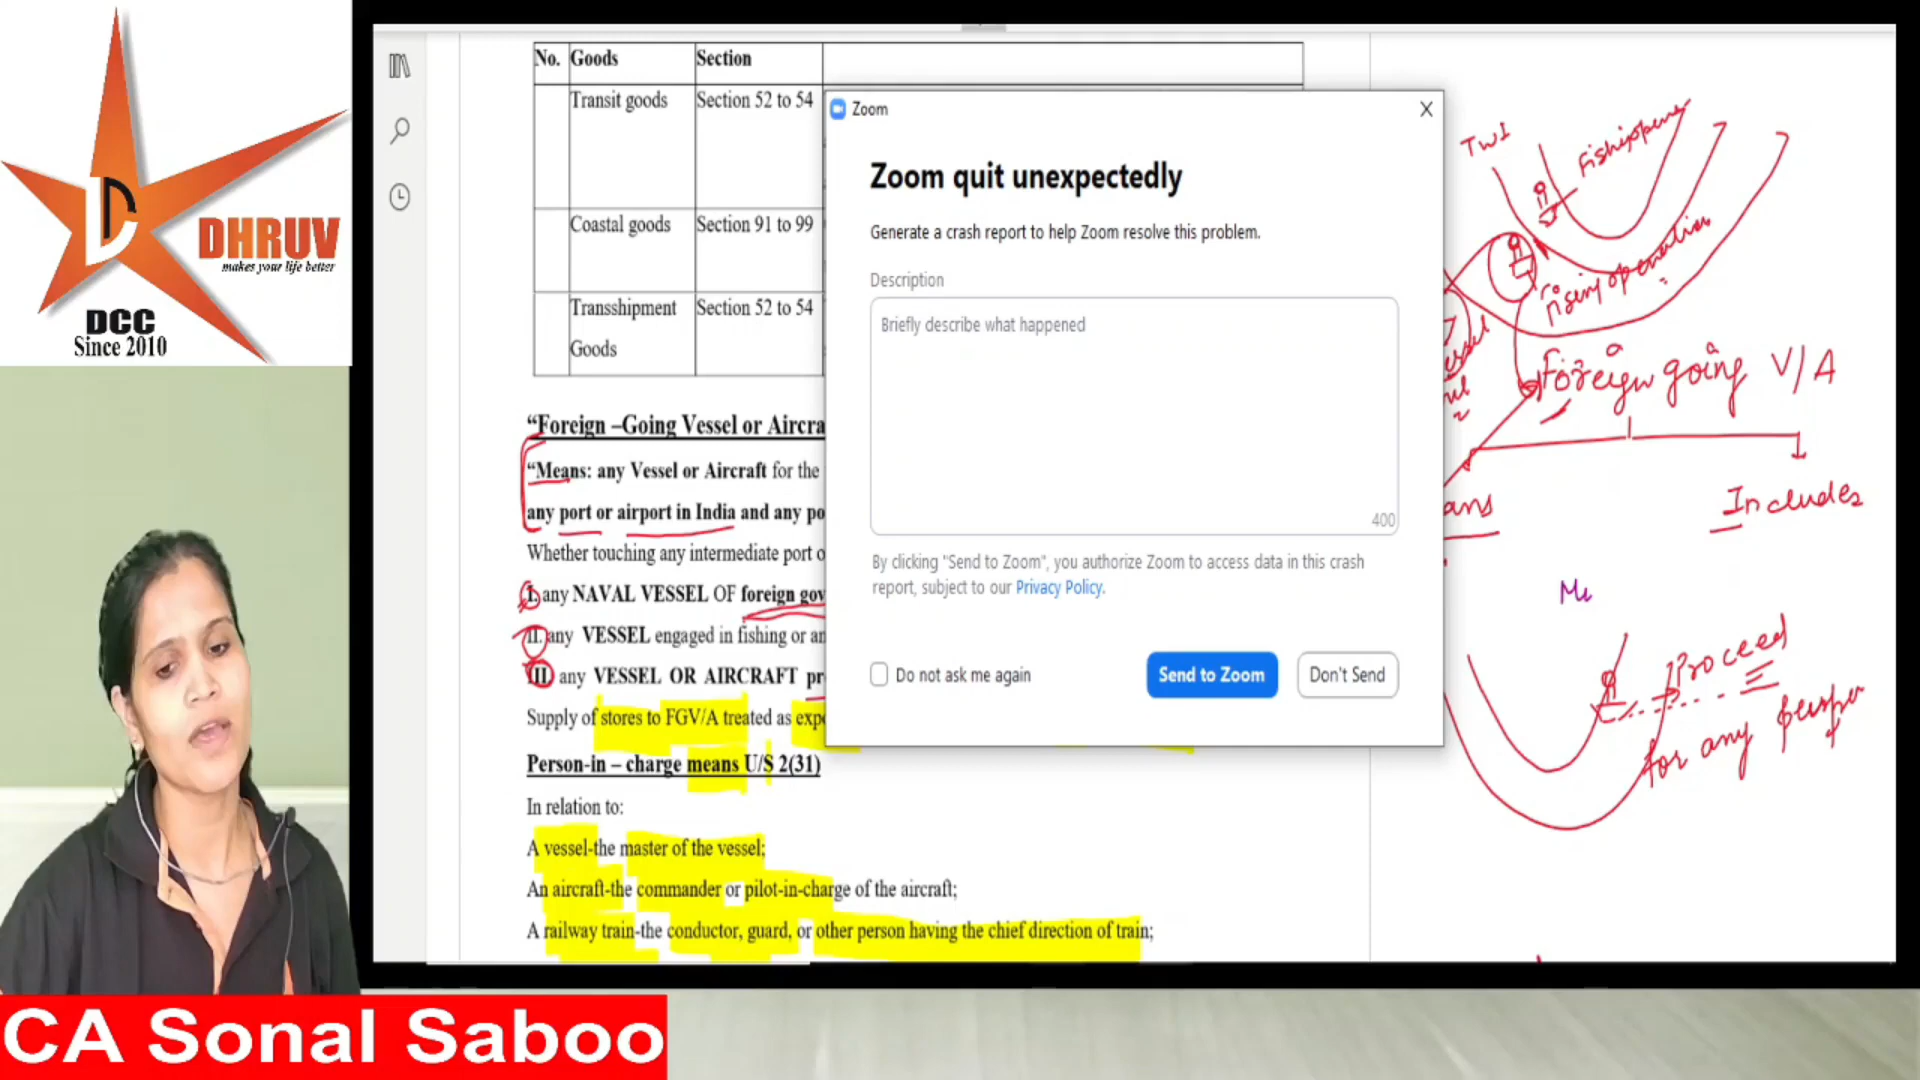 DHRUV
makes your life better
DCC
Since 2010
No. Goods Section
Transit goods Section 52 to 54
Coastal goods Section 91 to 99
Transshipment Section 52 to 54
Goods
“Foreign –Going Vessel or Aircra
“Means: any Vessel or Aircraft for the
any port or airport in India and any po
Whether touching any intermediate port o
I. any NAVAL VESSEL OF foreign gov
II. any VESSEL engaged in fishing or an
III. any VESSEL OR AIRCRAFT pr
Supply of stores to FGV/A treated as expo
Person-in – charge means U/S 2(31)
In relation to:
A vessel-the master of the vessel;
An aircraft-the commander or pilot-in-charge of the aircraft;
A railway train-the conductor, guard, or other person having the chief direction of train;
Zoom
X
Zoom quit unexpectedly
Generate a crash report to help Zoom resolve this problem.
Description
Briefly describe what happened
400
By clicking "Send to Zoom", you authorize Zoom to access data in this crash
report, subject to our Privacy Policy.
Do not ask me again
Send to Zoom
Don't Send
TWI
Foreign going V/A
ans
Includes
Me
Proceed
for any
CA Sonal Saboo